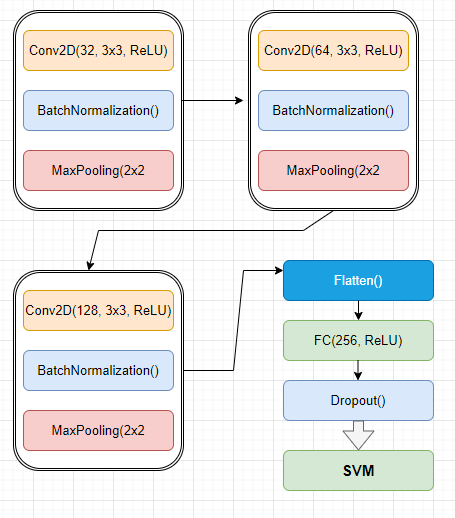 Conv2D(32, 3x3, ReLU)
BatchNormalization()
MaxPooling(2x2
Conv2D(64, 3x3, ReLU)
BatchNormalization()
MaxPooling(2x2
Conv2D(128, 3x3, ReLU)
BatchNormalization()
MaxPooling(2x2
Flatten()
FC(256, ReLU)
Dropout()
SVM